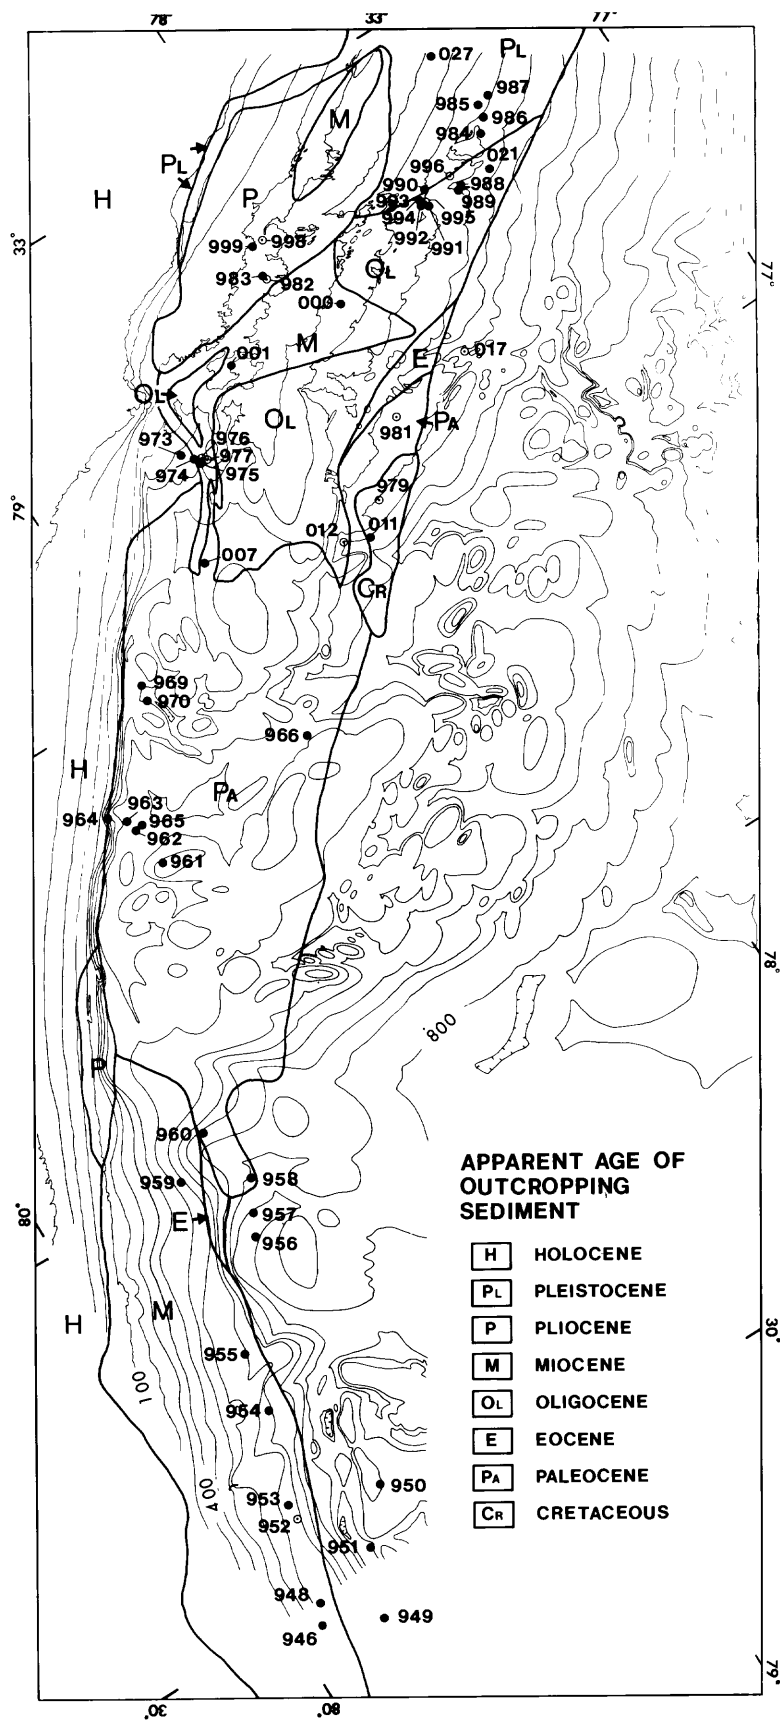 78° 33° 77°
027
PL
987
985
986
M
984
PL
021
996
H
P
990 988
993 989
994 995
992
991
999 998
33°
77°
OL
983 982
000
M
017
001
E
OL
OL
PA
981
973 976
977
974 975
979
79°
012 011
007
CR
969
970
966
H
PA
963
964 965
962
961
78°
800
P
960
APPARENT AGE OF
OUTCROPPING
SEDIMENT
959 958
957
E
956
80°
H HOLOCENE
PL PLEISTOCENE
P PLIOCENE
M MIOCENE
OL OLIGOCENE
E EOCENE
PA PALEOCENE
CR CRETACEOUS
M
H
30°
955
100
954
950
400
953
952
951
948
949
946
79°
30° 80°